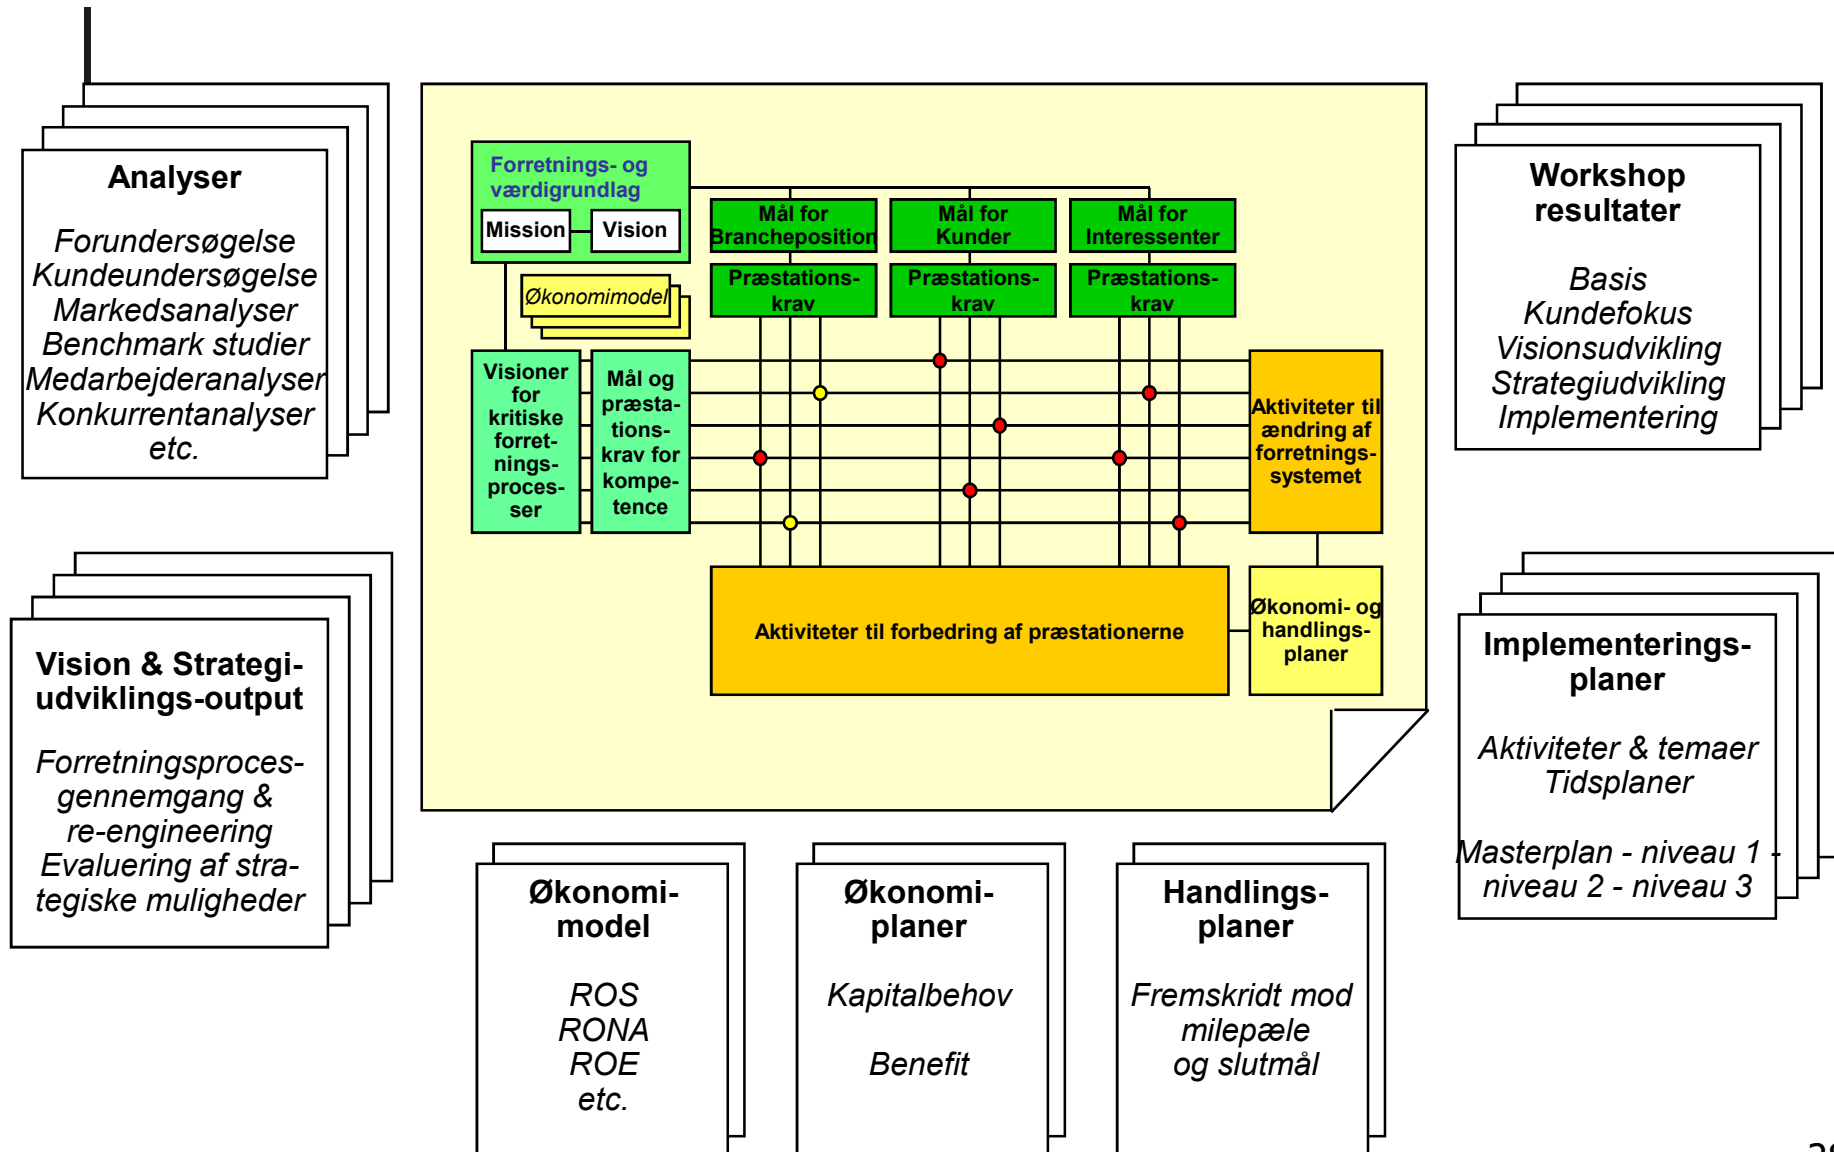 Analyser
Forundersøgelse
Kundeundersøgelse
Markedsanalyser
Benchmark studier
Medarbejderanalyser
Konkurrentanalyser
etc.
Vision & Strategi-
udviklings-output
Forretningsproces-
gennemgang &
re-engineering
Evaluering af stra-
tegiske muligheder
Forretnings- og
værdigrundlag
Mission
Vision
Økonomimodel
Mål for
Brancheposition
Mål for
Kunder
Mål for
Interessenter
Præstations-
krav
Præstations-
krav
Præstations-
krav
Visioner
for
kritiske
forret-
nings-
proces-
ser
Mål og
præsta-
tions-
krav for
kompe-
tence
Aktiviteter til
ændring af
forretnings-
systemet
Aktiviteter til forbedring af præstationerne
Økonomi- og
handlings-
planer
Workshop
resultater
Basis
Kundefokus
Visionsudvikling
Strategiudvikling
Implementering
Implementerings-
planer
Aktiviteter & temaer
Tidsplaner
Masterplan - niveau 1 -
niveau 2 - niveau 3
Økonomi-
model
ROS
RONA
ROE
etc.
Økonomi-
planer
Kapitalbehov
Benefit
Handlings-
planer
Fremskridt mod
milepæle
og slutmål